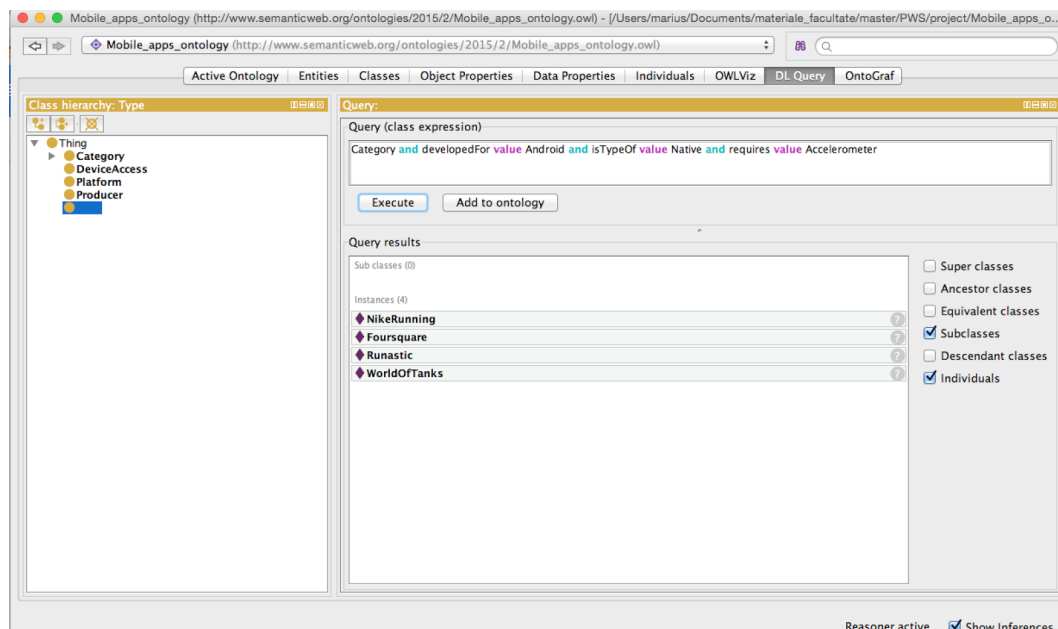 Mobile_apps_ontology (http://www.semanticweb.org/ontologies/2015/2/Mobile_apps_ontology.owl) - [/Users/marius/Documents/materiale_facultate/master/PWS/project/Mobile_apps_o...
Mobile_apps_ontology (http://www.semanticweb.org/ontologies/2015/2/Mobile_apps_ontology.owl)
Active Ontology Entities Classes Object Properties Data Properties Individuals OWLViz DL Query OntoGraf
Class hierarchy: Type
Thing
Category
DeviceAccess
Platform
Producer
Query:
Query (class expression)
Category and developedFor value Android and isTypeOf value Native and requires value Accelerometer
Execute Add to ontology
Query results
Sub classes (0)
Instances (4)
NikeRunning ?
Foursquare ?
Runastic ?
WorldOfTanks ?
Super classes
Ancestor classes
Equivalent classes
Subclasses
Descendant classes
Individuals
Reasoner active Show Inferences